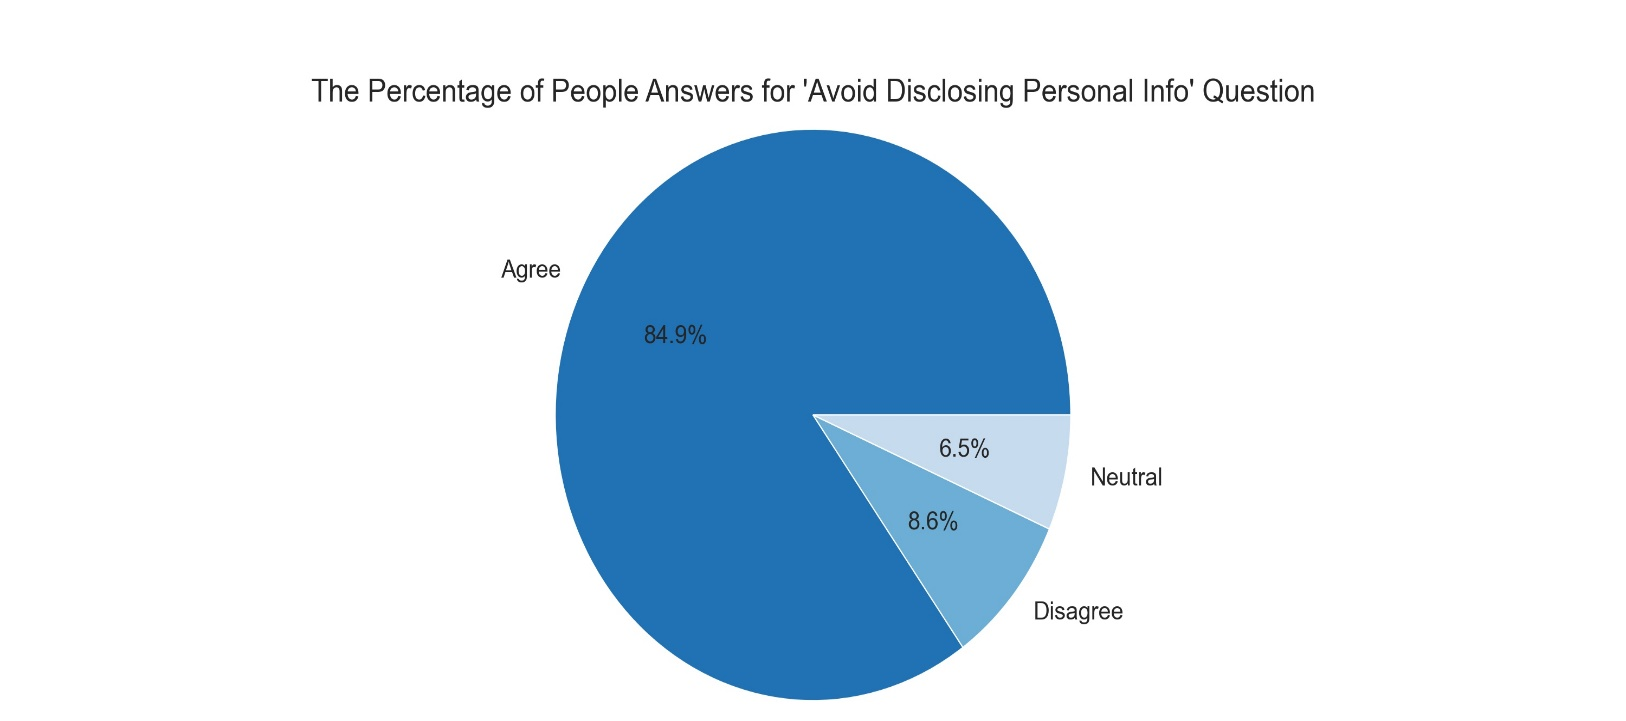 The Percentage of People Answers for 'Avoid Disclosing Personal Info' Question
Agree
84.9%
6.5%
Neutral
8.6%
Disagree